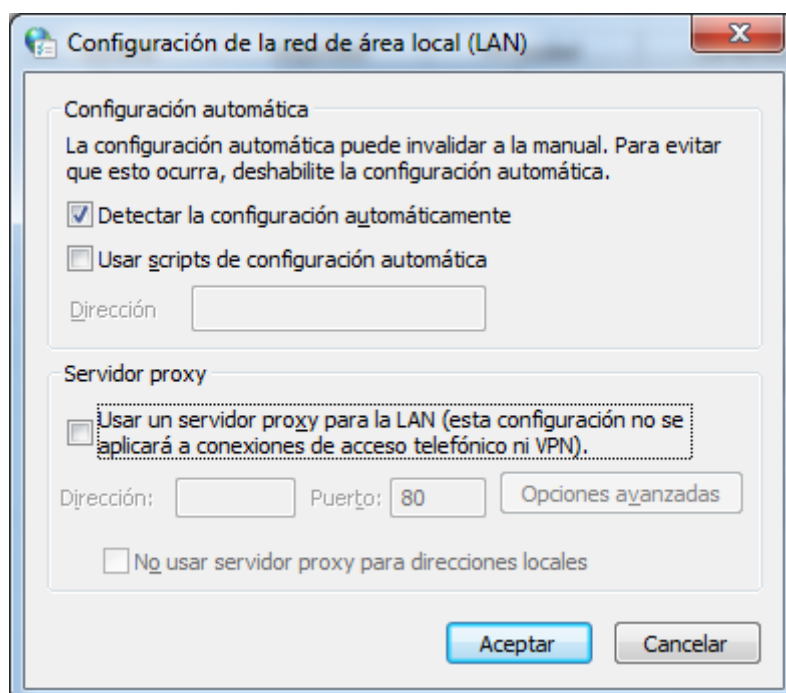 Configuración de la red de área local (LAN)
Configuración automática
La configuración automática puede invalidar a la manual. Para evitar
que esto ocurra, deshabilite la configuración automática.
Detectar la configuración automáticamente
Usar scripts de configuración automática
Dirección
Servidor proxy
Usar un servidor proxy para la LAN (esta configuración no se
aplicará a conexiones de acceso telefónico ni VPN).
Dirección: Puerto: 80 Opciones avanzadas
No usar servidor proxy para direcciones locales
Aceptar Cancelar